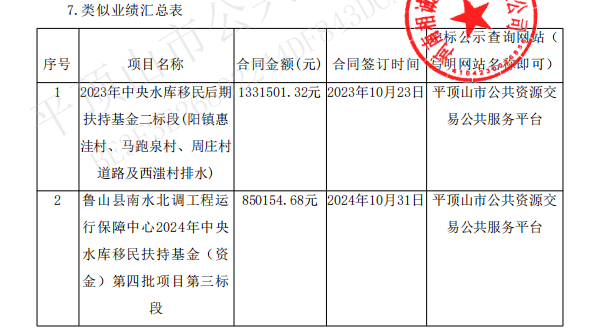 7.类似业绩汇总表
序号 项目名称 合同金额(元) 合同签订时间 标公示查询网站（写明网站名称即可）
1 2023年中央水库移民后期 1331501.32元 2023年10月23日 平顶山市公共资源交
扶持基金二标段(阳镇惠 易公共服务平台
洼村、马跑泉村、周庄村
道路及西滍村排水)
2 鲁山县南水北调工程运 850154.68元 2024年10月31日 平顶山市公共资源交
行保障中心2024年中央 易公共服务平台
水库移民扶持基金（资
金）第四批项目第三标
段